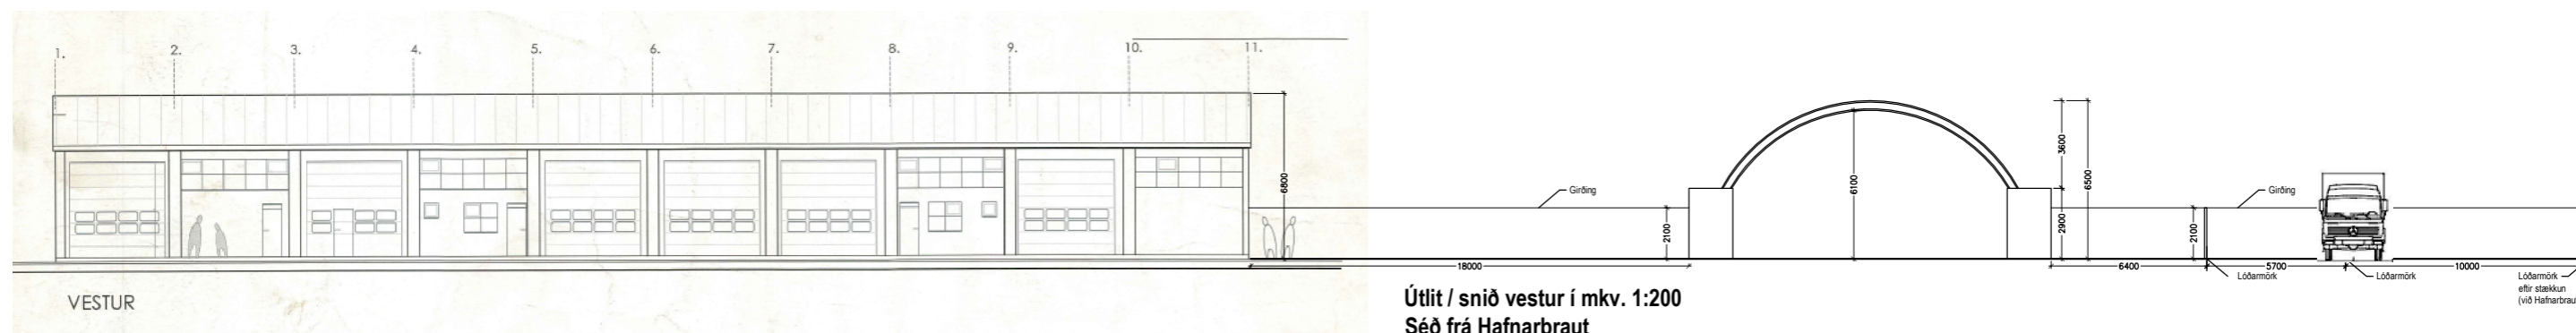 1. 2. 3. 4. 5. 6. 7. 8. 9. 10. 11.
6800
Girðing
2100
18000
6100
3600
6500
2900
6400
Girðing
2100
5700
10000
Lóðarmörk
Lóðarmörk
Lóðarmörk
eftir stækkun
(við Hafnarbrau
VESTUR
Útlit / snið vestur í mkv. 1:200
Séð frá Hafnarbraut